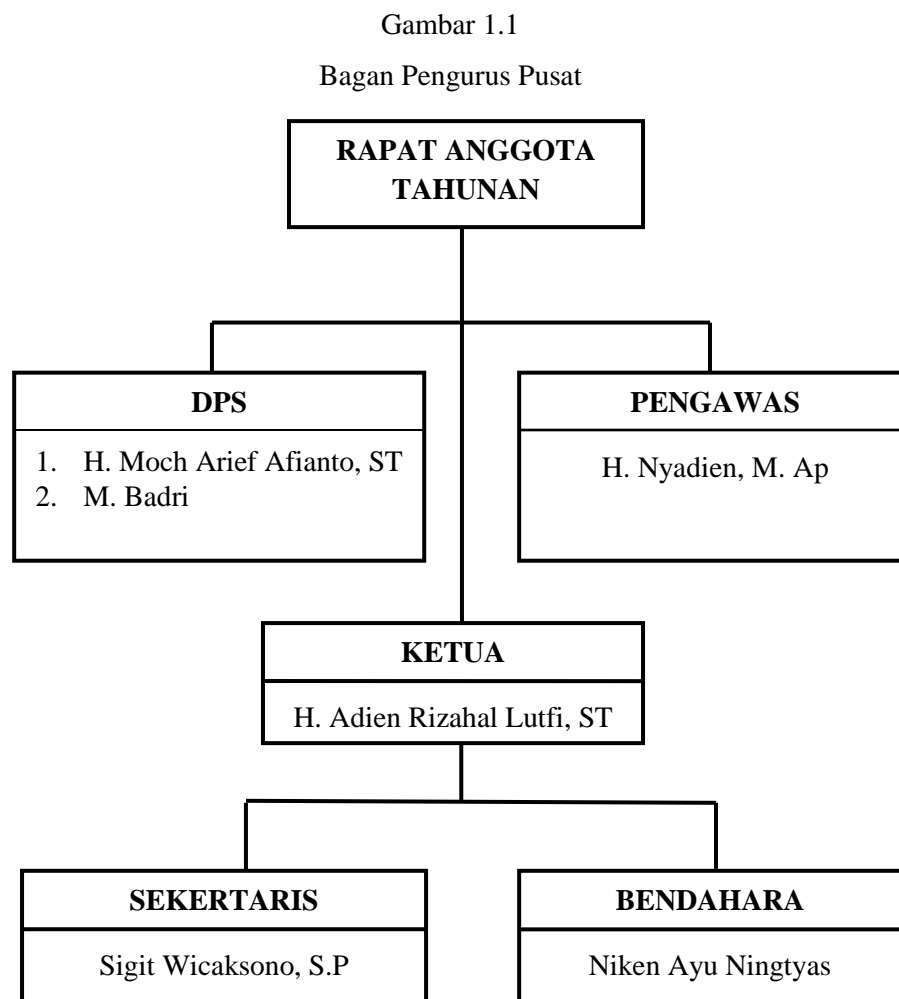 Gambar 1.1
Bagan Pengurus Pusat
RAPAT ANGGOTA
TAHUNAN
DPS
1. H. Moch Arief Afianto, ST
2. M. Badri
PENGAWAS
H. Nyadien, M. Ap
KETUA
H. Adien Rizahal Lutfi, ST
SEKERTARIS
Sigit Wicaksono, S.P
BENDAHARA
Niken Ayu Ningtyas